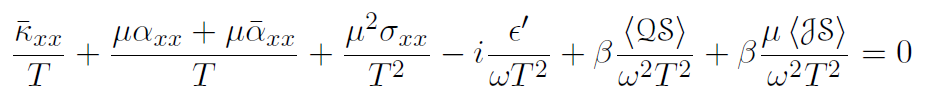 \frac{\bar{\kappa}_{xx}}{T} + \frac{\mu\alpha_{xx} + \mu\bar{\alpha}_{xx}}{T} + \frac{\mu^2\sigma_{xx}}{T^2} - i\frac{\epsilon'}{\omega T^2} + \beta\frac{\langle \mathcal{QS} \rangle}{\omega^2 T^2} + \beta\frac{\mu\langle \mathcal{JS} \rangle}{\omega^2 T^2} = 0